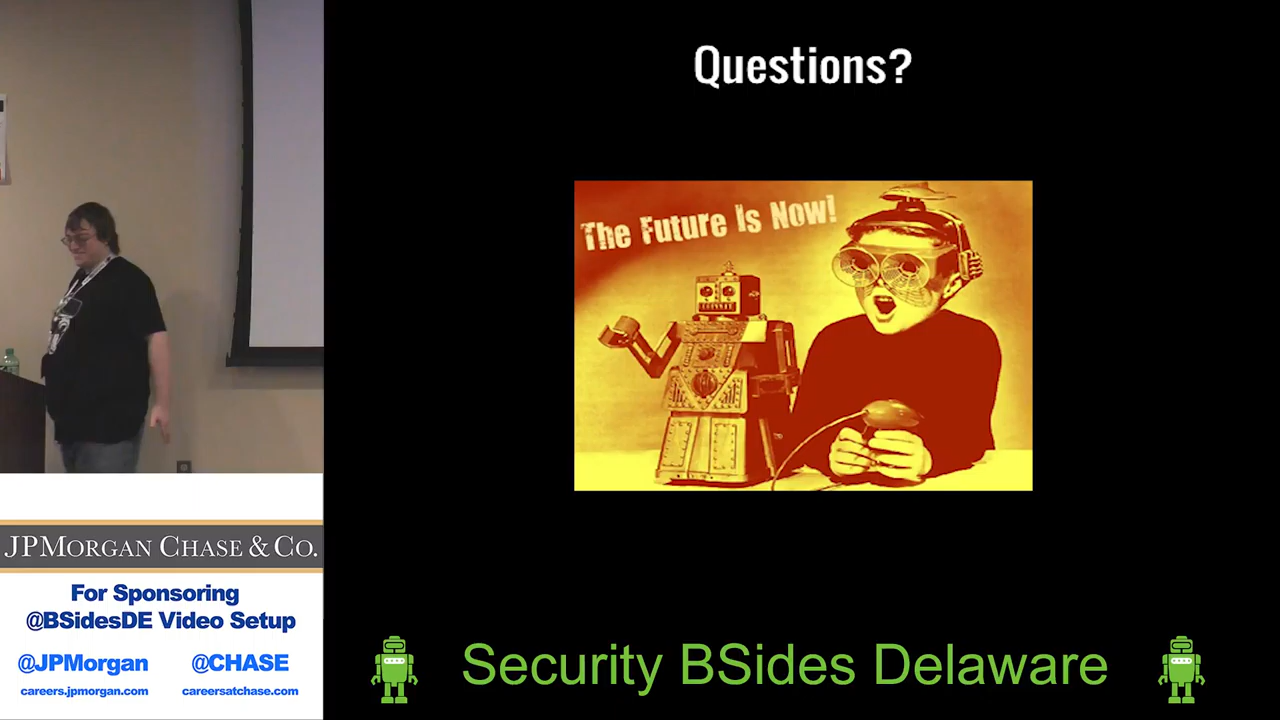 Questions?
The Future Is Now!
JPMORGAN CHASE & CO.
For Sponsoring
@BSidesDE Video Setup
@JPMorgan @CHASE
careers.jpmorgan.com careersatchase.com
Security BSides Delaware